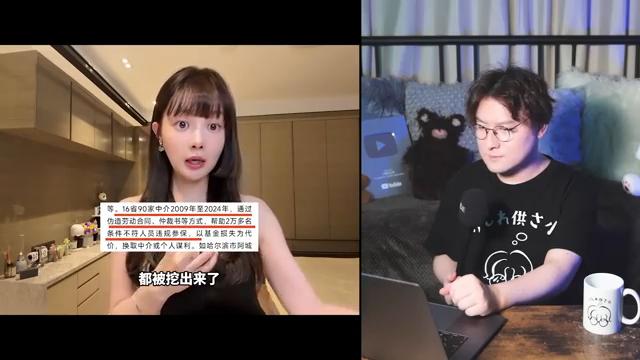 等。16省90家中介2009年至2024年，通过
伪造劳动合同、仲裁书等方式，帮助2万多名
条件不符人员违规参保，以基金损失为代
价，换取中介或个人谋利。如哈尔滨市阿城
都被挖出来了